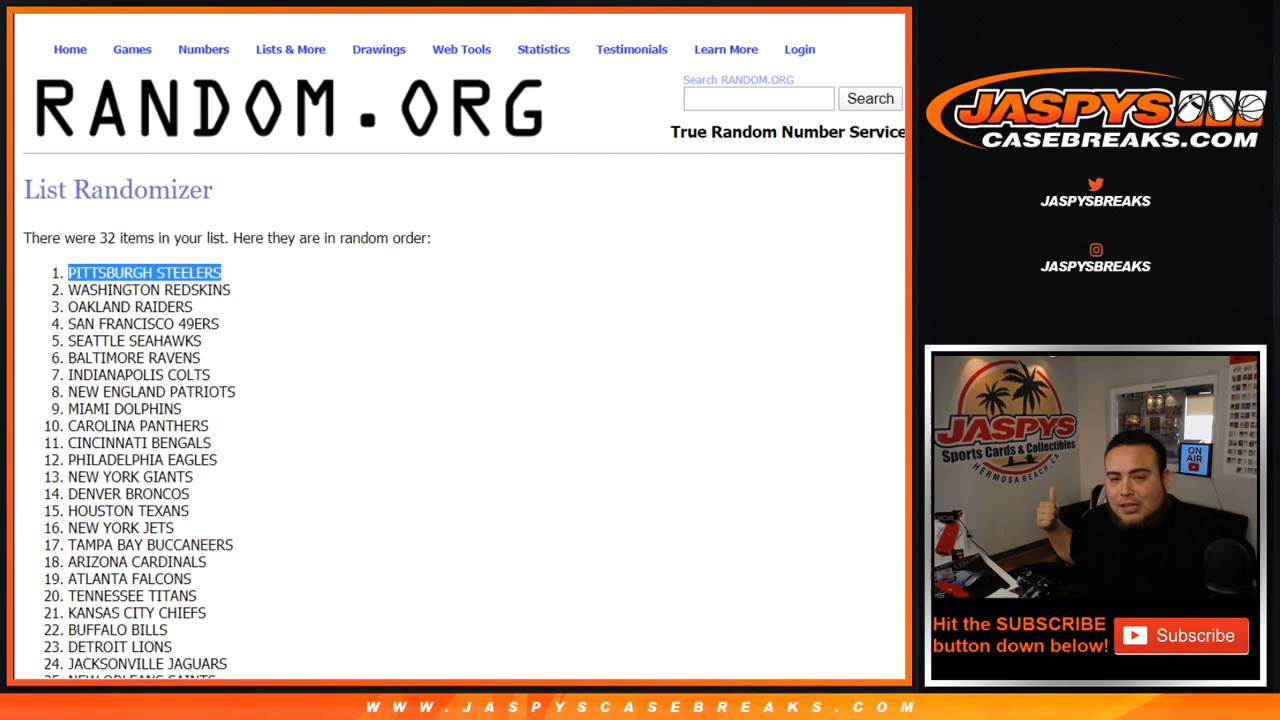 Home Games Numbers Lists & More Drawings Web Tools Statistics Testimonials Learn More Login
RANDOM.ORG
Search RANDOM.ORG
Search
True Random Number Service
List Randomizer
There were 32 items in your list. Here they are in random order:
1. PITTSBURGH STEELERS
2. WASHINGTON REDSKINS
3. OAKLAND RAIDERS
4. SAN FRANCISCO 49ERS
5. SEATTLE SEAHAWKS
6. BALTIMORE RAVENS
7. INDIANAPOLIS COLTS
8. NEW ENGLAND PATRIOTS
9. MIAMI DOLPHINS
10. CAROLINA PANTHERS
11. CINCINNATI BENGALS
12. PHILADELPHIA EAGLES
13. NEW YORK GIANTS
14. DENVER BRONCOS
15. HOUSTON TEXANS
16. NEW YORK JETS
17. TAMPA BAY BUCCANEERS
18. ARIZONA CARDINALS
19. ATLANTA FALCONS
20. TENNESSEE TITANS
21. KANSAS CITY CHIEFS
22. BUFFALO BILLS
23. DETROIT LIONS
24. JACKSONVILLE JAGUARS
25. NEW ORLEANS SAINTS
JASPYS
CASEBREAKS.COM
JASPYSBREAKS
JASPYSBREAKS
JASPYS
Sports Cards & Collectibles
HERMOSA BEACH, CA
ON
AIR
Hit the SUBSCRIBE
button down below!
Subscribe
WWW.JASPYSCASEBREAKS.COM